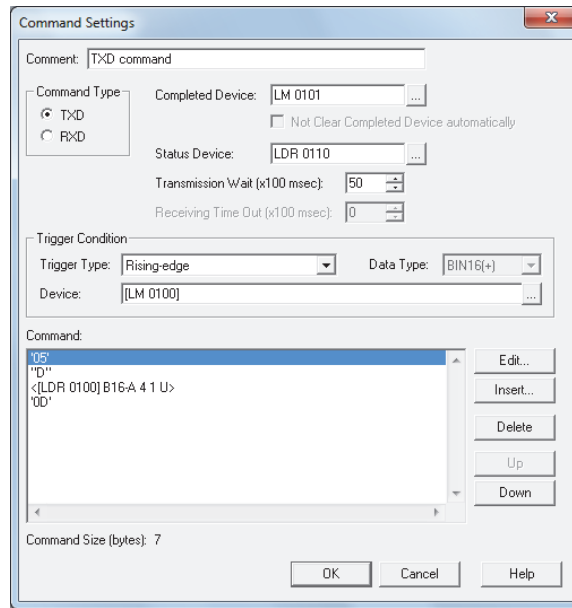 Command Settings
Comment: TXD command
Command Type
TXD
RXD
Completed Device: LM 0101 ...
Not Clear Completed Device automatically
Status Device: LDR 0110 ...
Transmission Wait (x100 msec): 50
Receiving Time Out (x100 msec): 0
Trigger Condition
Trigger Type: Rising-edge Data Type: BIN16(+)
Device: [LM 0100] ...
Command:
'05'
"D"
<[LDR 0100] B16-A 4 1 U>
'0D'
Edit...
Insert...
Delete
Up
Down
Command Size (bytes): 7
OK Cancel Help